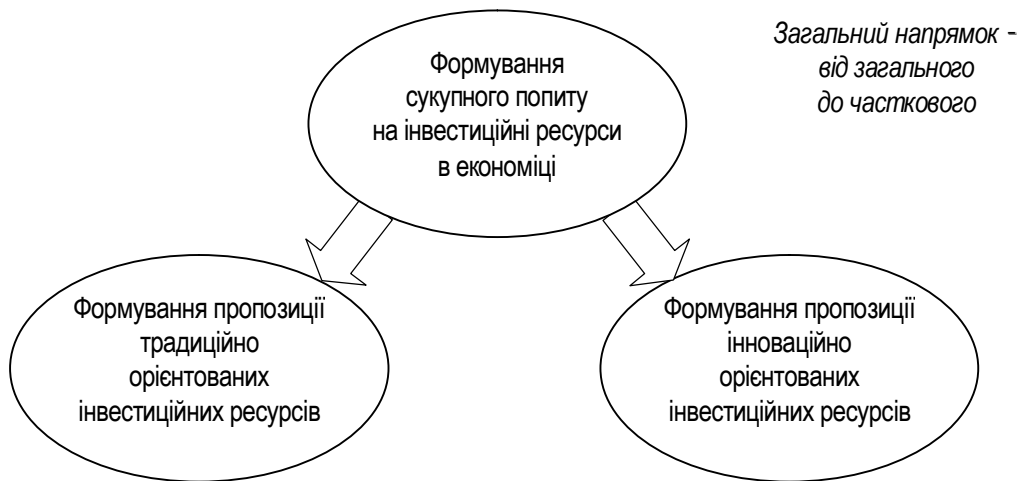 Загальний напрямок -
від загального
до часткового
Формування
сукупного попиту
на інвестиційні ресурси
в економіці
Формування пропозиції
традиційно
орієнтованих
інвестиційних ресурсів
Формування пропозиції
інноваційно
орієнтованих
інвестиційних ресурсів